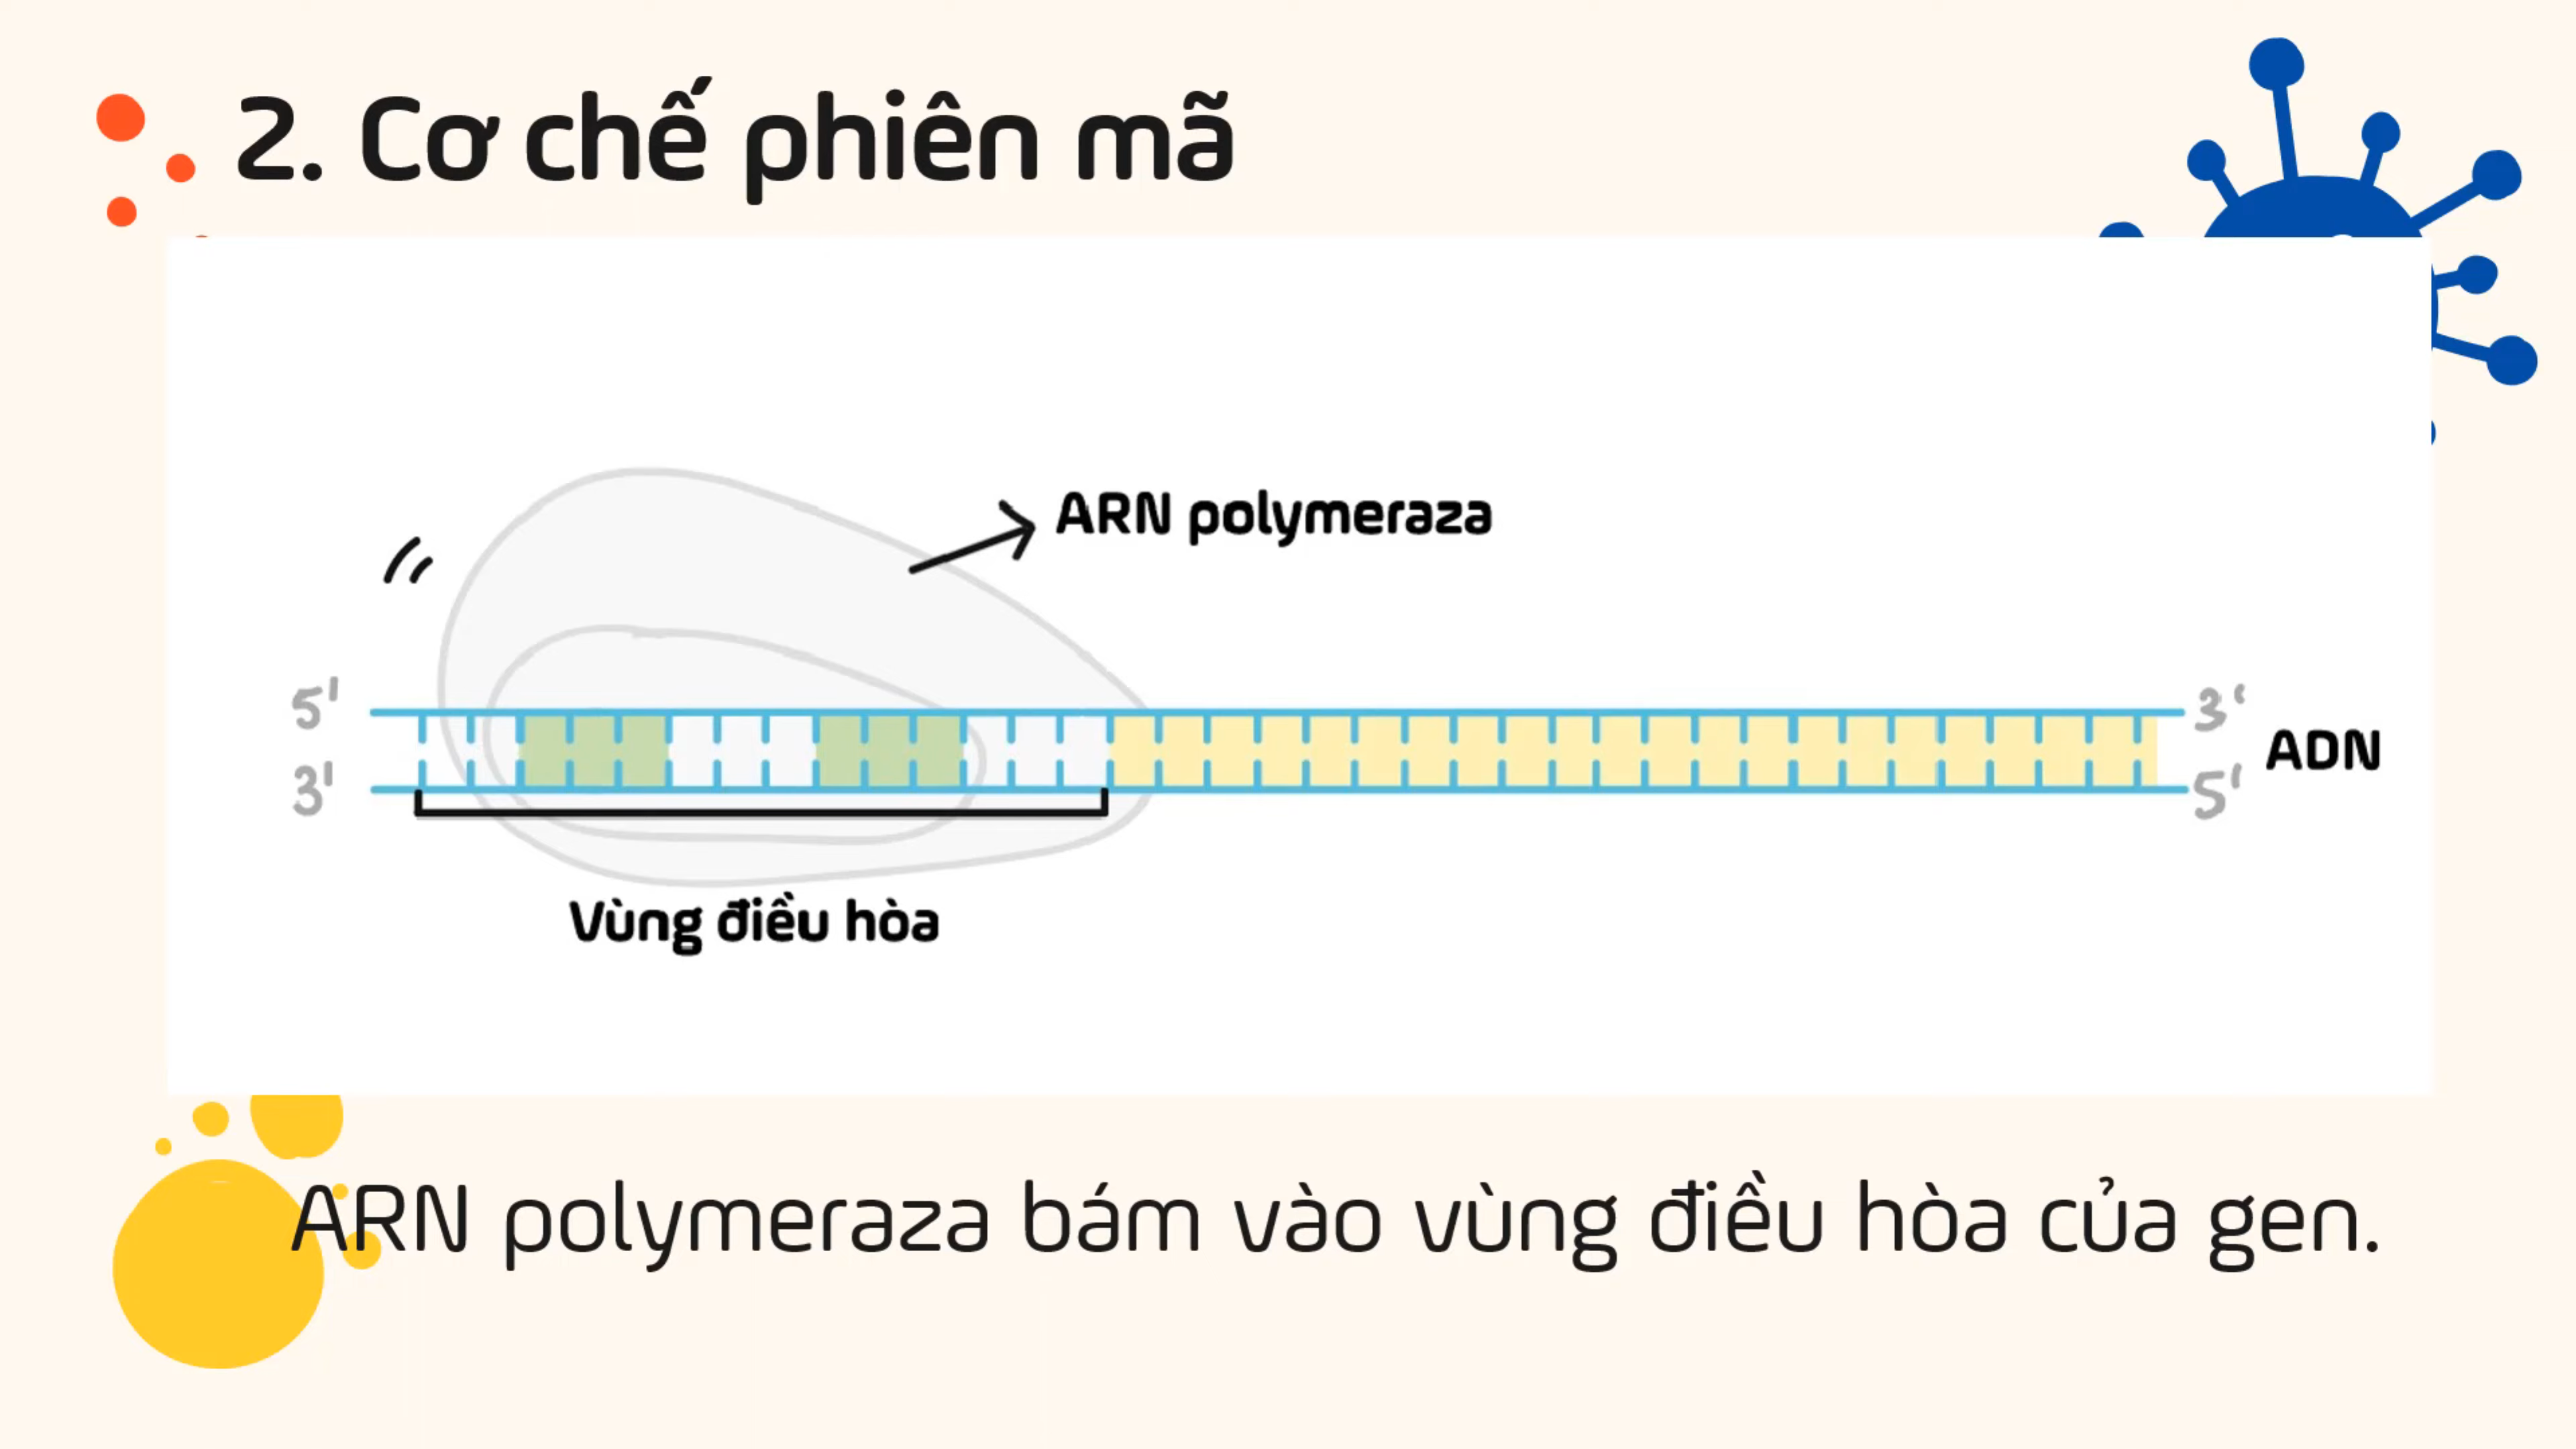 2. Cơ chế phiên mã
ARN polymeraza
5' 3'
ADN
3' 5'
Vùng điều hòa
ARN polymeraza bám vào vùng điều hòa của gen.